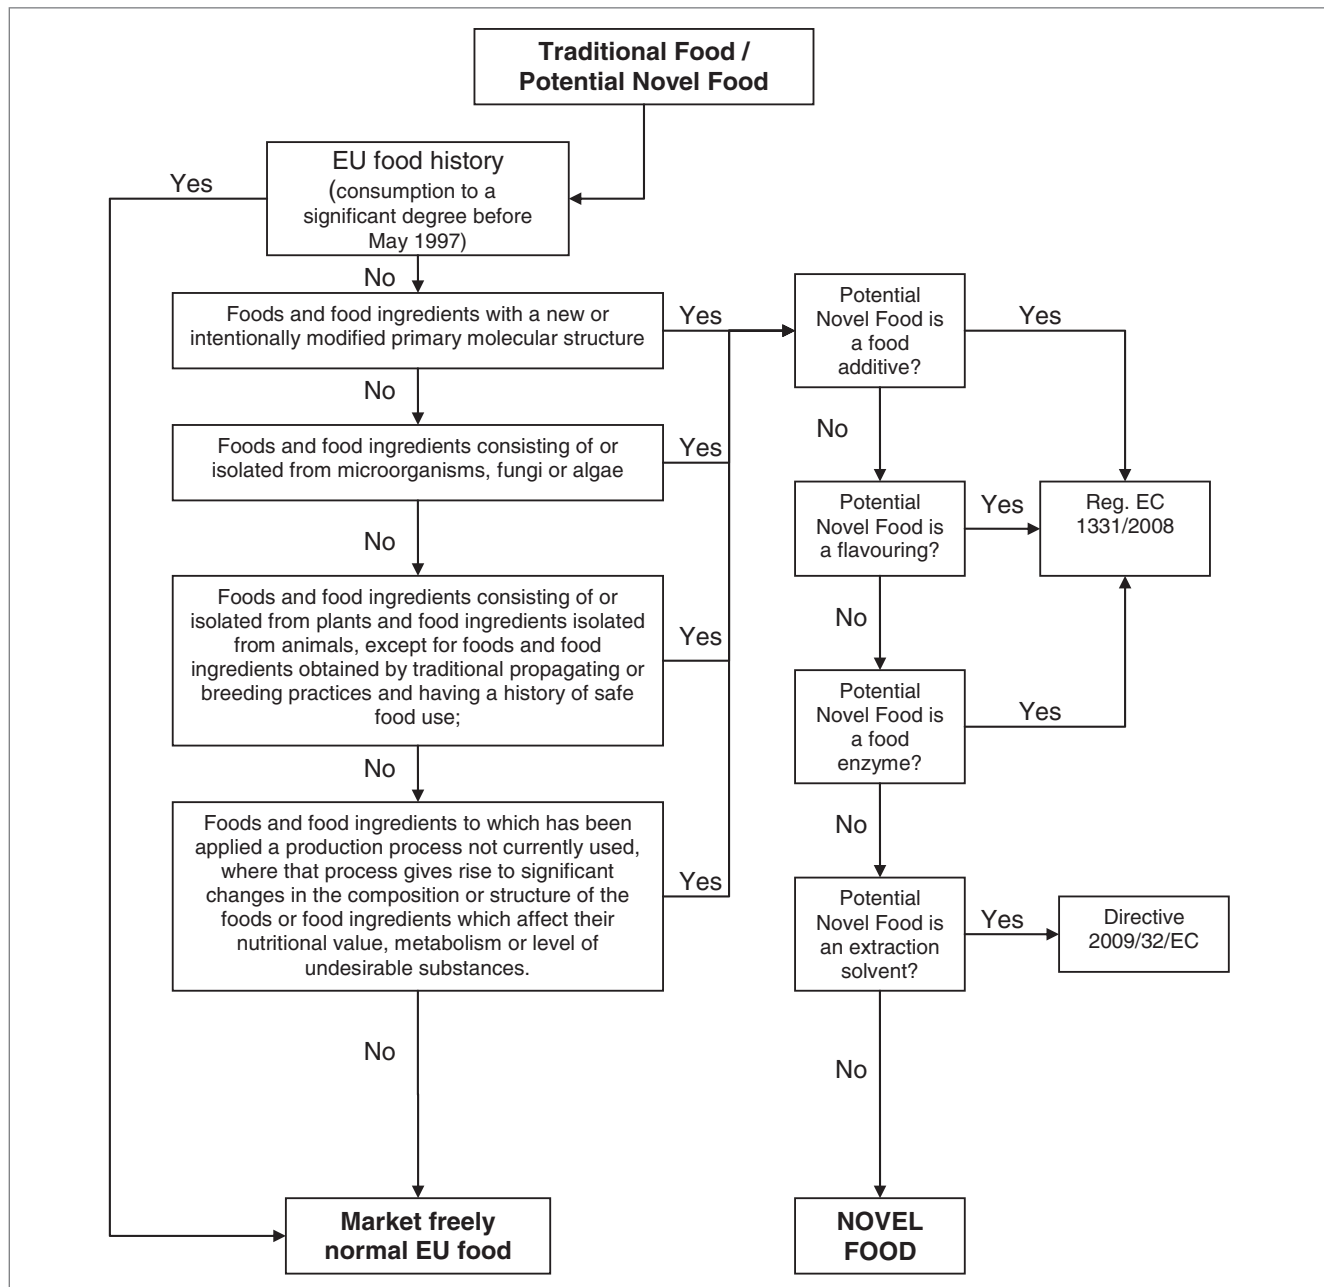 Traditional Food /
Potential Novel Food
EU food history
(consumption to a
significant degree before
May 1997)
Yes
No
Foods and food ingredients with a new or
intentionally modified primary molecular structure
Yes
No
Foods and food ingredients consisting of or
isolated from microorganisms, fungi or algae
Yes
No
Foods and food ingredients consisting of or
isolated from plants and food ingredients isolated
from animals, except for foods and food
ingredients obtained by traditional propagating or
breeding practices and having a history of safe
food use;
Yes
No
Foods and food ingredients to which has been
applied a production process not currently used,
where that process gives rise to significant
changes in the composition or structure of the
foods or food ingredients which affect their
nutritional value, metabolism or level of
undesirable substances.
Yes
No
Market freely
normal EU food
Potential
Novel Food is
a food
additive?
Yes
No
Potential
Novel Food is
a flavouring?
Yes
Reg. EC
1331/2008
No
Potential
Novel Food is
a food
enzyme?
Yes
No
Potential
Novel Food is
an extraction
solvent?
Yes
Directive
2009/32/EC
No
NOVEL
FOOD